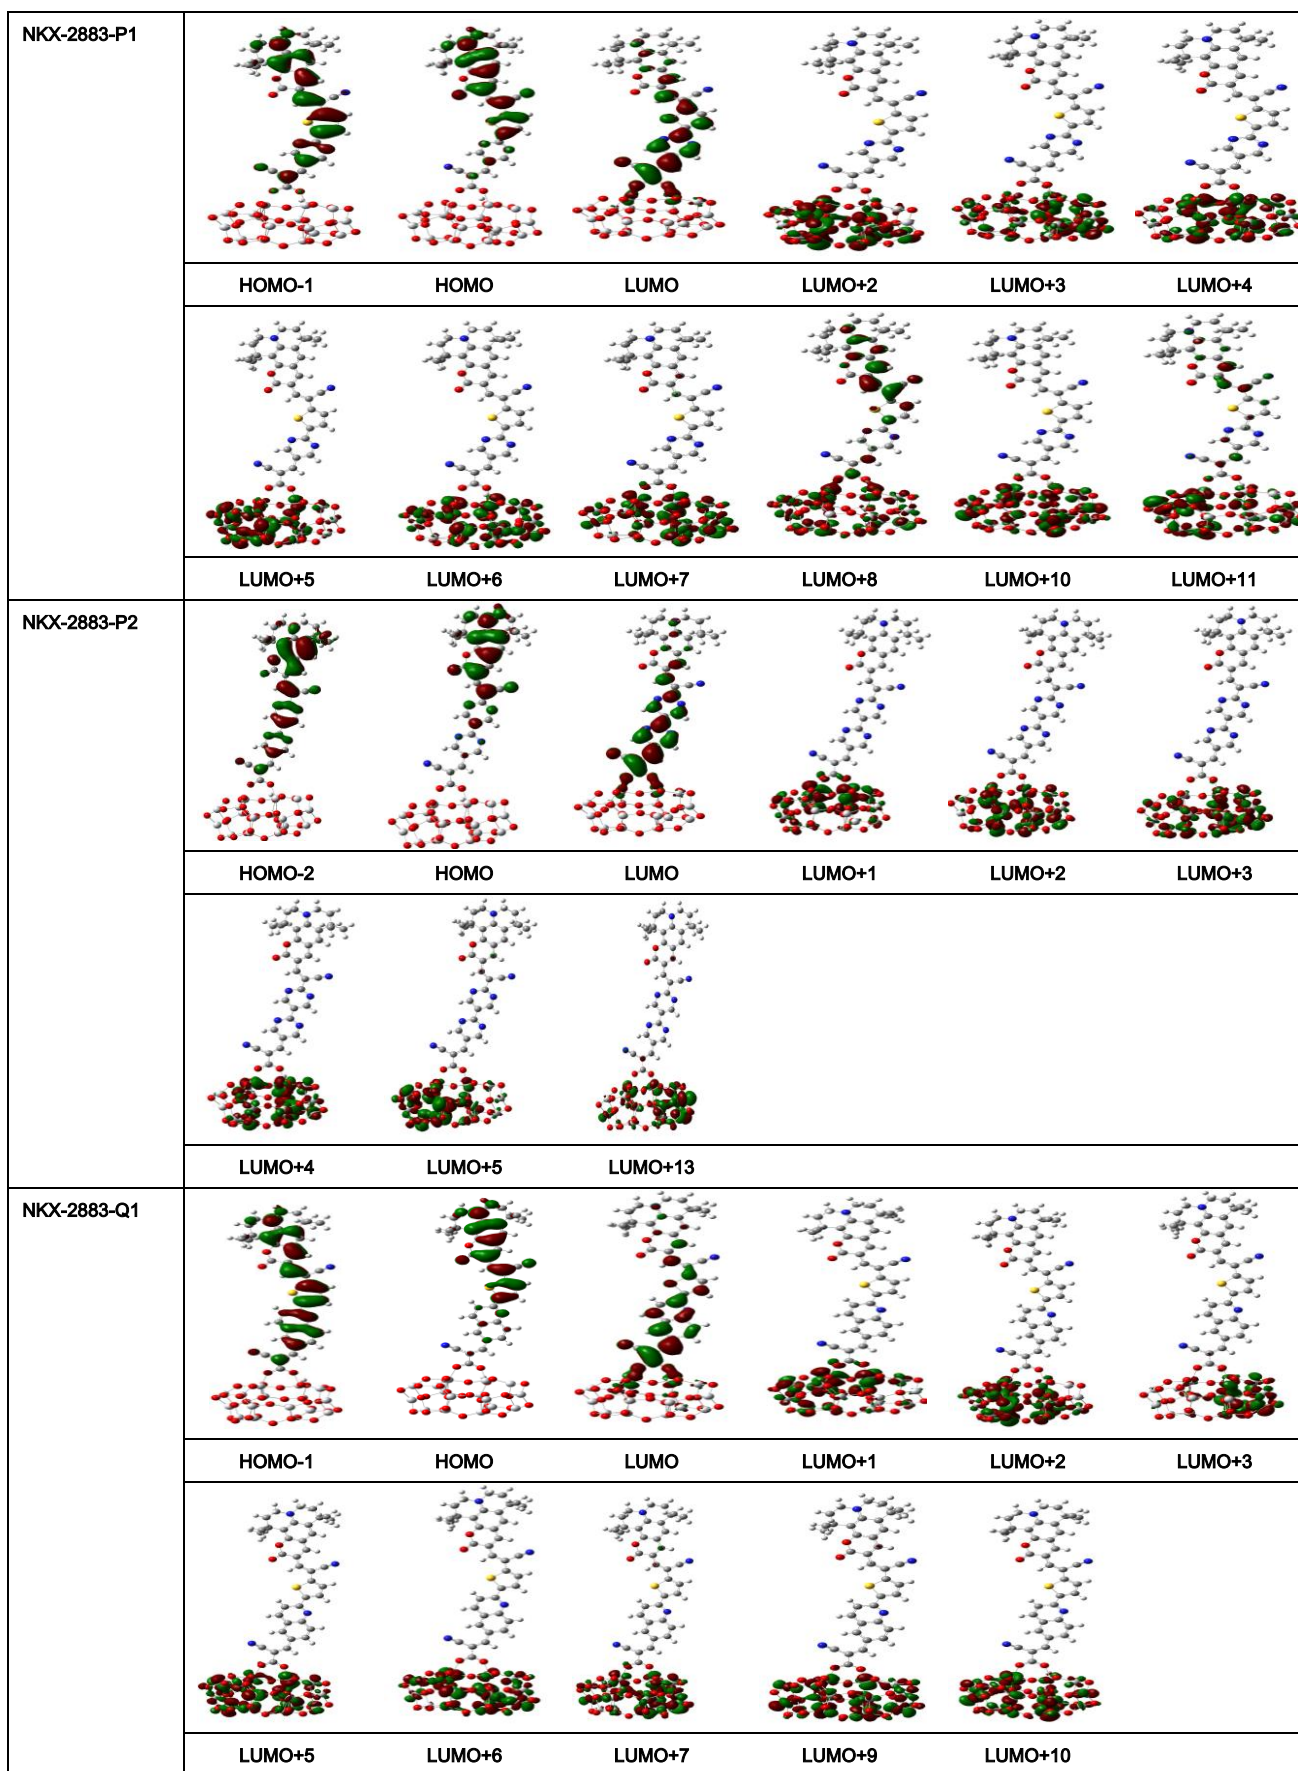 NKX-2883-P1
HOMO-1 HOMO LUMO LUMO+2 LUMO+3 LUMO+4
LUMO+5 LUMO+6 LUMO+7 LUMO+8 LUMO+10 LUMO+11
NKX-2883-P2
HOMO-2 HOMO LUMO LUMO+1 LUMO+2 LUMO+3
LUMO+4 LUMO+5 LUMO+13
NKX-2883-Q1
HOMO-1 HOMO LUMO LUMO+1 LUMO+2 LUMO+3
LUMO+5 LUMO+6 LUMO+7 LUMO+9 LUMO+10